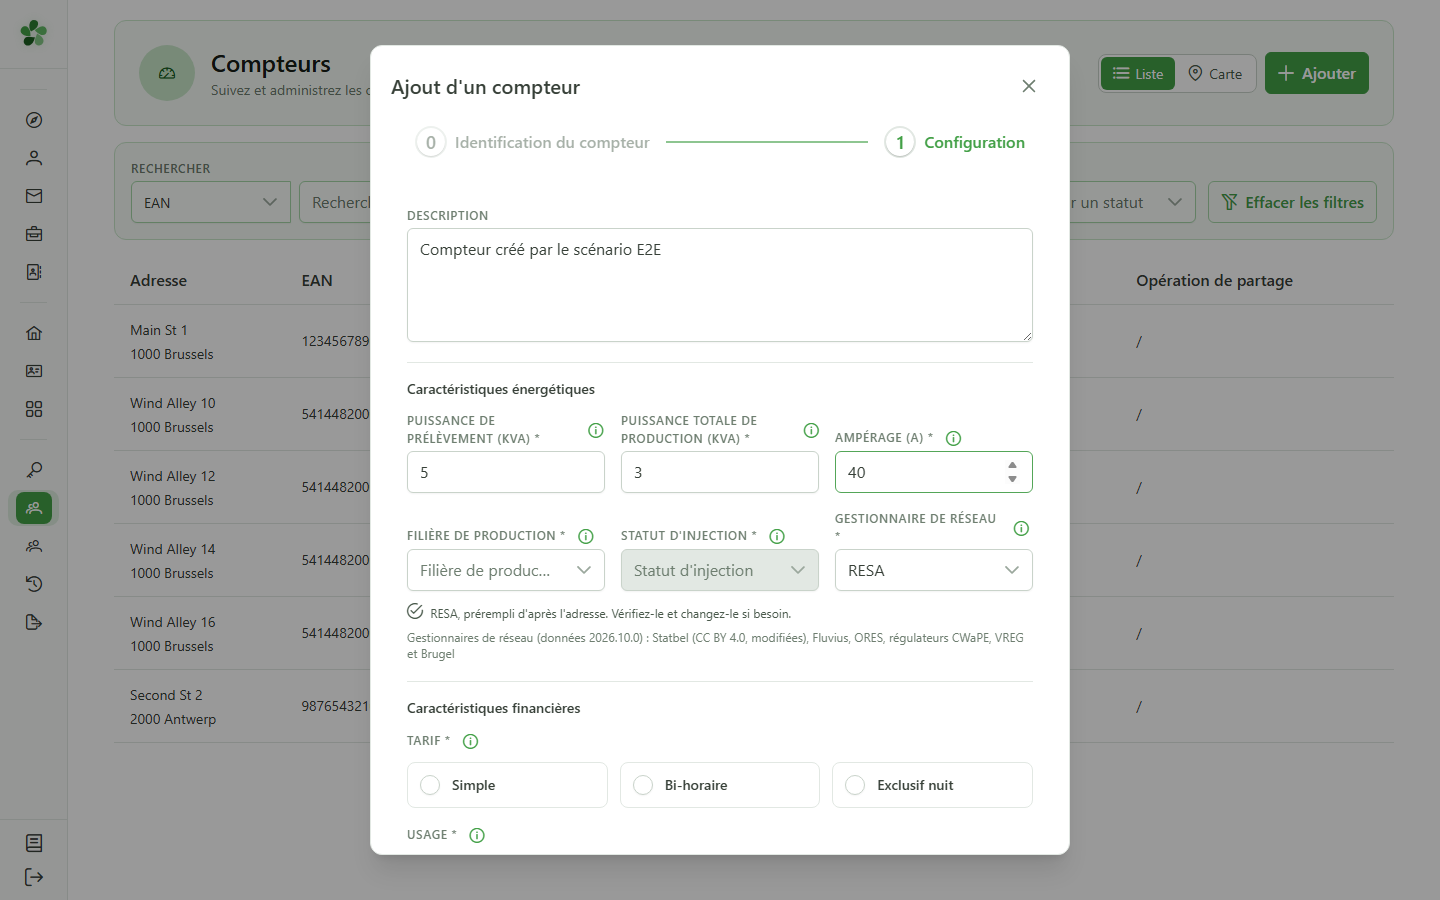 Compteurs
Suivez et administrez les
Liste
Carte
Ajouter
RECHERCHER
EAN
r un statut
Effacer les filtres
Adresse
EAN
Opération de partage
Main St 1
1000 Brussels
123456789
/
Wind Alley 10
1000 Brussels
541448200
/
Wind Alley 12
1000 Brussels
541448200
/
Wind Alley 14
1000 Brussels
541448200
/
Wind Alley 16
1000 Brussels
541448200
/
Second St 2
2000 Antwerp
987654321
/
Ajout d'un compteur
0 Identification du compteur
1 Configuration
DESCRIPTION
Compteur créé par le scénario E2E
Caractéristiques énergétiques
PUISSANCE DE PRÉLÈVEMENT (KVA) *
5
PUISSANCE TOTALE DE PRODUCTION (KVA) *
3
AMPÉRAGE (A) *
40
FILIÈRE DE PRODUCTION *
Filière de produc...
STATUT D'INJECTION *
Statut d'injection
GESTIONNAIRE DE RÉSEAU *
RESA
RESA, prérempli d'après l'adresse. Vérifiez-le et changez-le si besoin.
Gestionnaires de réseau (données 2026.10.0) : Statbel (CC BY 4.0, modifiées), Fluvius, ORES, régulateurs CWaPE, VREG
et Brugel
Caractéristiques financières
TARIF *
Simple
Bi-horaire
Exclusif nuit
USAGE *